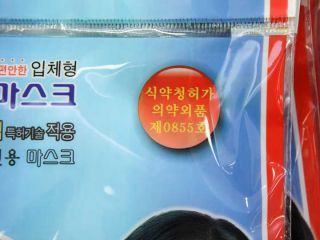 편안한 입체형
마스크
특허기술 적용
용 마스크
식약청허가
의약외품
제0855호